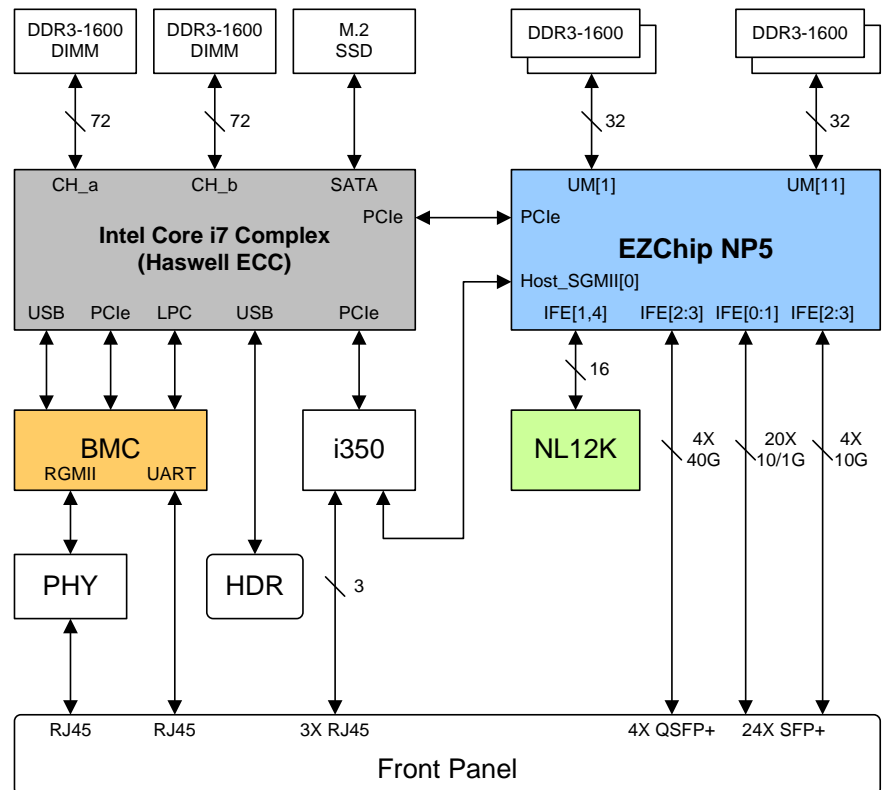 DDR3-1600
DIMM
DDR3-1600
DIMM
M.2
SSD
DDR3-1600
DDR3-1600
72
72
32
32
CH_a
CH_b
SATA
UM[1]
UM[11]
PCIe
PCIe
Intel Core i7 Complex
(Haswell ECC)
EZChip NP5
Host_SGMII[0]
USB
PCIe
LPC
USB
PCIe
IFE[1,4]
IFE[2:3]
IFE[0:1]
IFE[2:3]
16
BMC
RGMII
UART
i350
NL12K
4X
40G
20X
10/1G
4X
10G
PHY
HDR
3
RJ45
RJ45
3X RJ45
4X QSFP+
24X SFP+
Front Panel